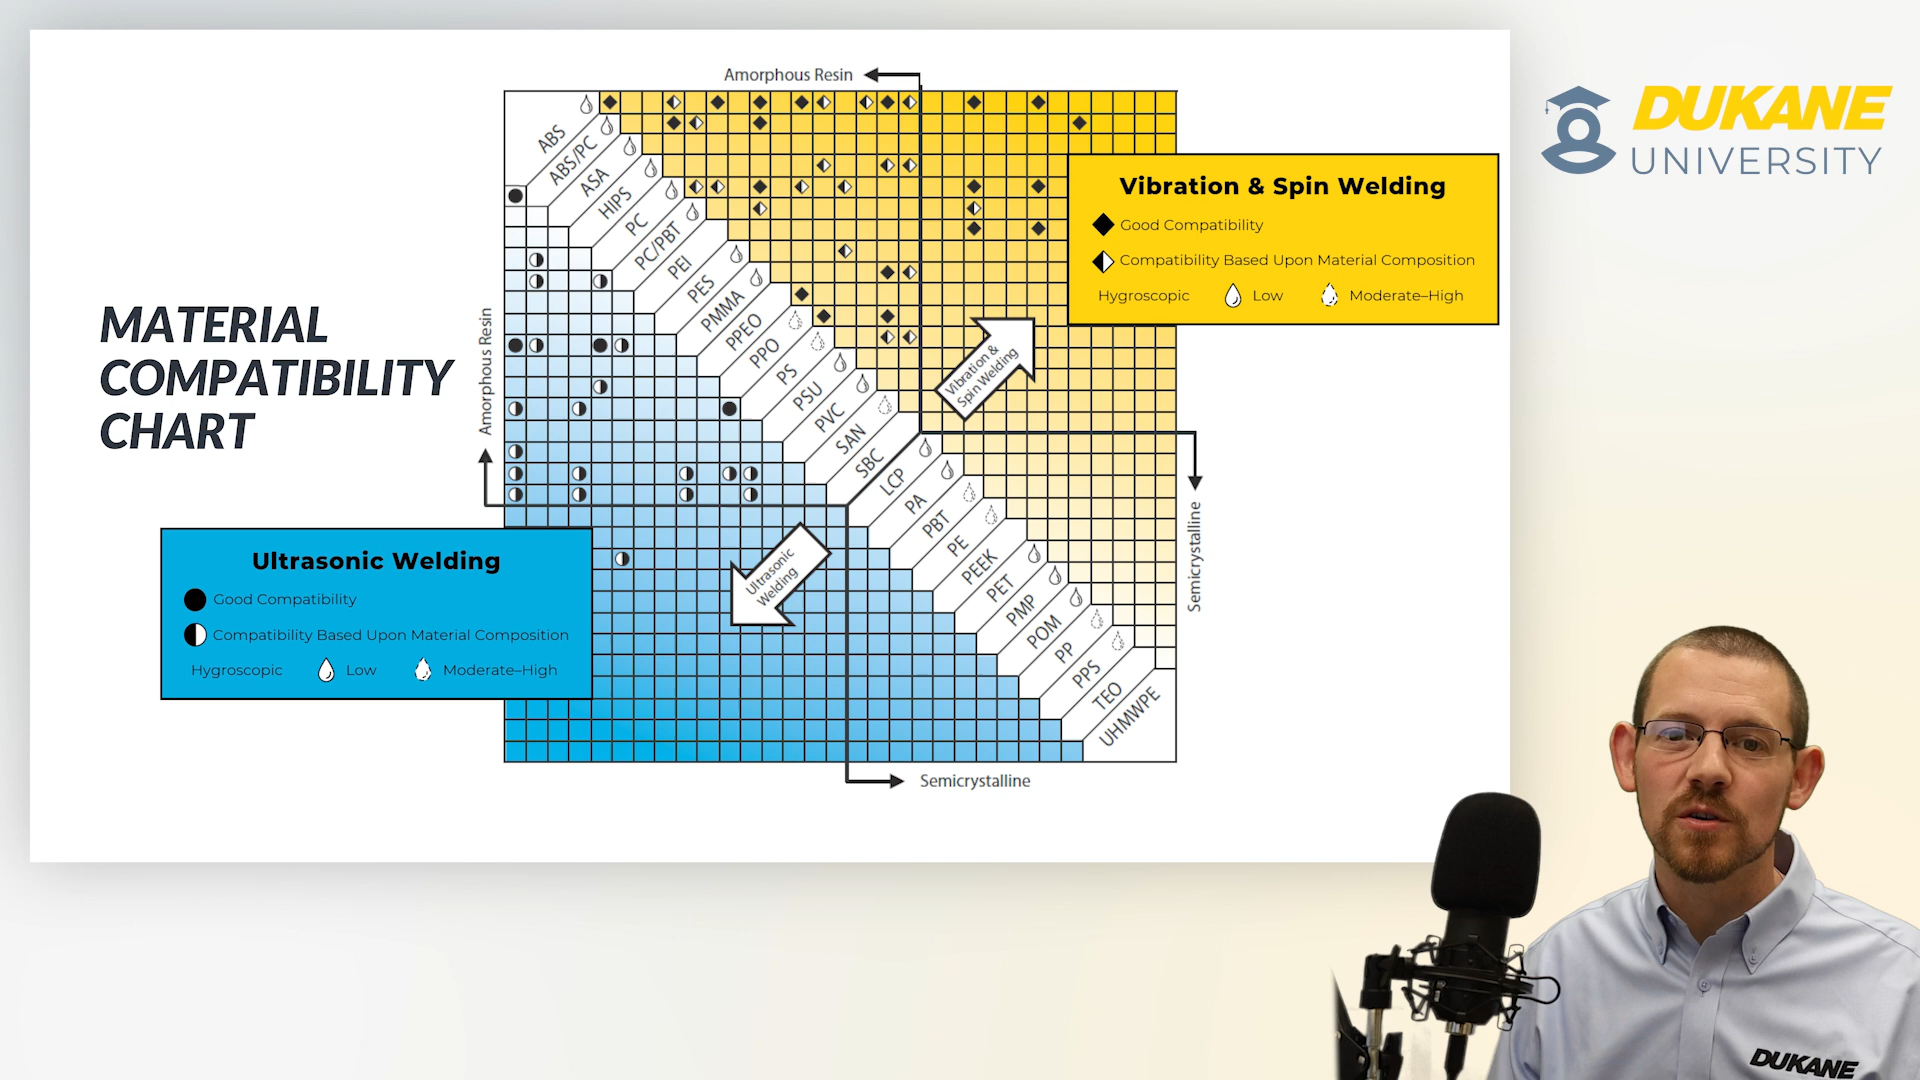 Amorphous Resin
DUKANE
UNIVERSITY
ABS
ABS/PC
ASA
HIPS
PC
PC/PBT
PEI
PES
PMMA
PPEO
PPO
PS
PSU
PVC
SAN
SBC
LCP
PA
PBT
PE
PEEK
PET
PMP
POM
PP
PPS
TEO
UHMWPE
Vibration & Spin Welding
Good Compatibility
Compatibility Based Upon Material Composition
Hygroscopic Low Moderate–High
MATERIAL
COMPATIBILITY
CHART
Amorphous Resin
Vibration &
Spin Welding
Semicrystalline
Ultrasonic Welding
Good Compatibility
Compatibility Based Upon Material Composition
Hygroscopic Low Moderate–High
Ultrasonic
Welding
Semicrystalline
DUKANE